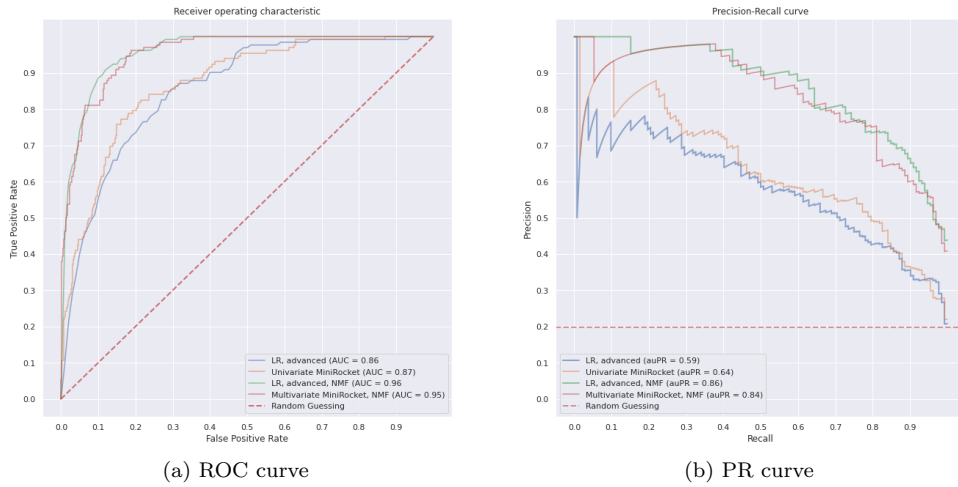 Receiver operating characteristic
True Positive Rate
0.9
0.8
0.7
0.6
0.5
0.4
0.3
0.2
0.1
0.0
LR, advanced (AUC = 0.86
Univariate MiniRocket (AUC = 0.87)
LR, advanced, NMF (AUC = 0.96
Multivariate MiniRocket, NMF (AUC = 0.95)
Random Guessing
0.0 0.1 0.2 0.3 0.4 0.5 0.6 0.7 0.8 0.9
False Positive Rate
(a) ROC curve
Precision-Recall curve
Precision
0.9
0.8
0.7
0.6
0.5
0.4
0.3
0.2
0.1
0.0
LR, advanced (auPR = 0.59)
Univariate MiniRocket (auPR = 0.64)
LR, advanced, NMF (auPR = 0.86)
Multivariate MiniRocket, NMF (auPR = 0.84)
Random Guessing
0.0 0.1 0.2 0.3 0.4 0.5 0.6 0.7 0.8 0.9
Recall
(b) PR curve